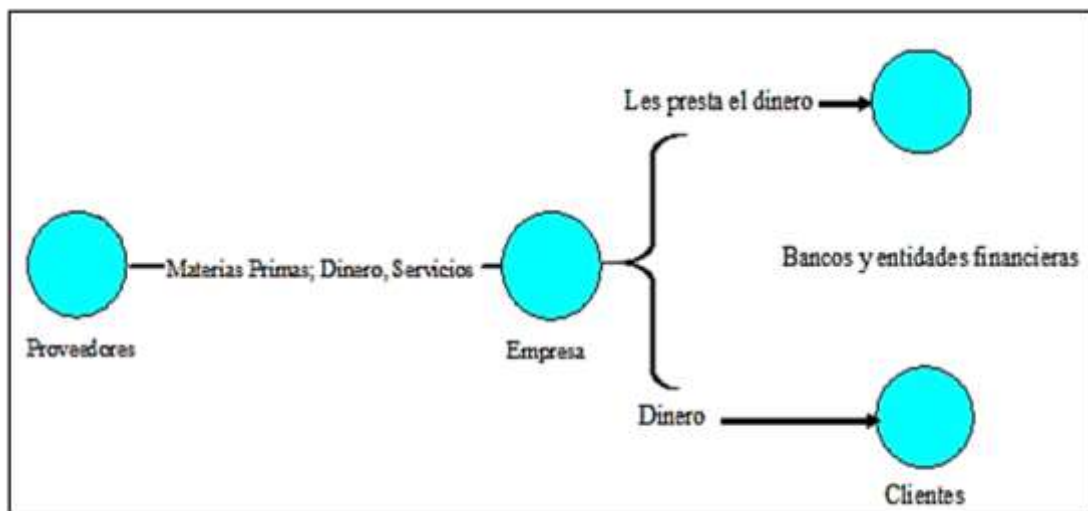 Les presta el dinero
Materias Primas; Dinero, Servicios
Bancos y entidades financieras
Proveedores
Empresa
Dinero
Clientes